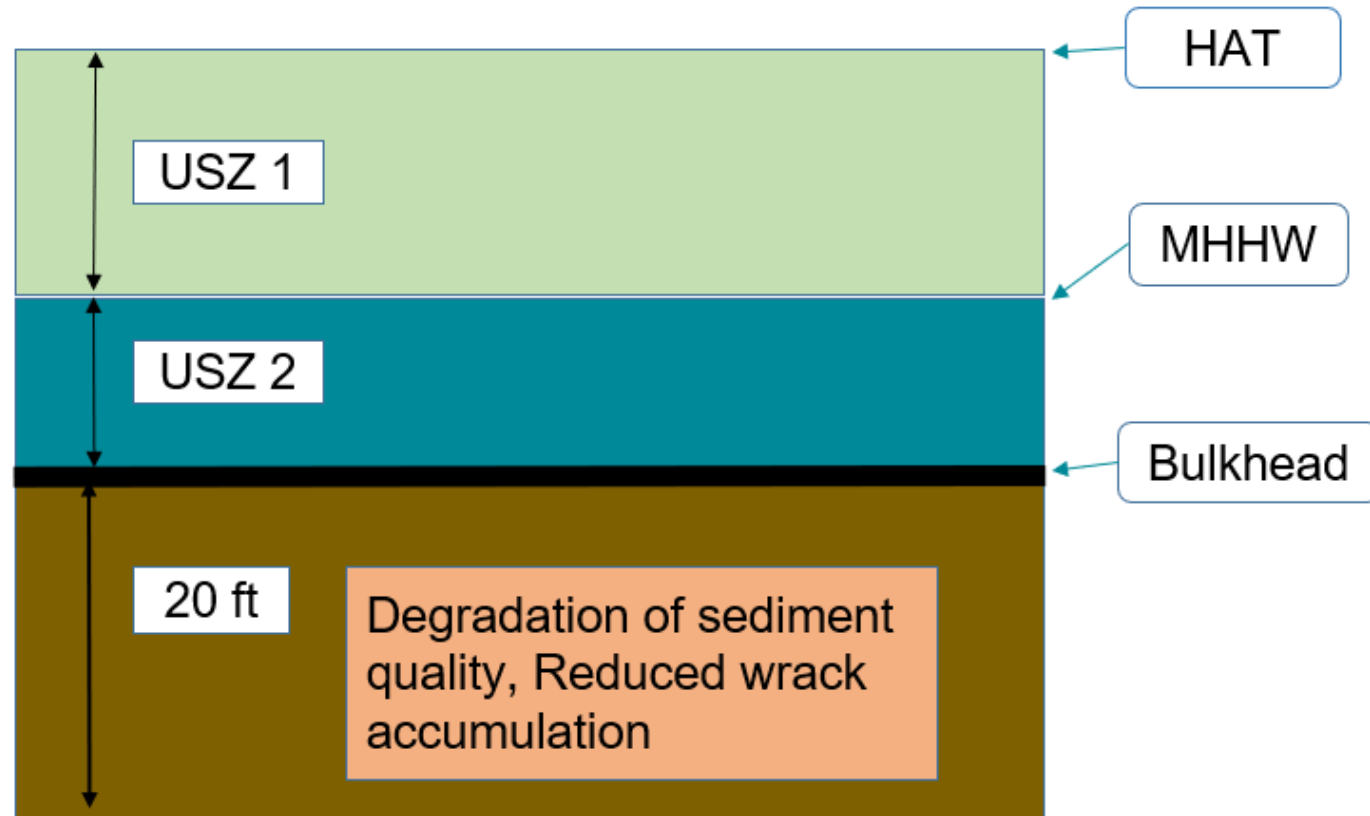 HAT
USZ 1
MHHW
USZ 2
Bulkhead
20 ft
Degradation of sediment
quality, Reduced wrack
accumulation